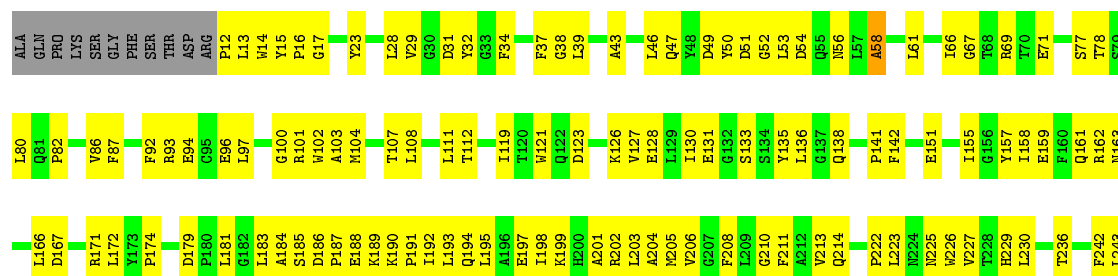 ALA GLN PRO LYS SER GLY PHE SER THR ASP ARG P12 L13 W14 Y15 P16 G17 Y23 L28 V29 G30 D31 Y32 G33 F34 F37 G38 L39 A43 L46 Q47 Y48 D49 Y50 D51 G52 L53 D54 Q55 N56 L57 A58 L61 I66 G67 T68 R69 T70 E71 S77 T78 S79
L80 Q81 P82 V86 F87 F92 R93 E94 C95 E96 L97 G100 R101 W102 A103 M104 T107 L108 L111 T112 I119 T120 W121 Q122 D123 K126 V127 E128 L129 I130 E131 G132 S133 S134 Y135 L136 G137 Q138 P141 F142 E151 I155 G156 Y157 I158 E159 F160 Q161 R162 N163
L166 D167 R171 L172 Y173 P174 D179 P180 L181 G182 L183 A184 S185 D186 P187 E188 K189 K190 P191 I192 L193 Q194 L195 A196 E197 I198 K199 H200 A201 R202 L203 A204 M205 V206 G207 F208 L209 G210 F211 A212 V213 Q214 P222 L223 N224 N225 W226 V227 T228 H229 L230 T236 F242